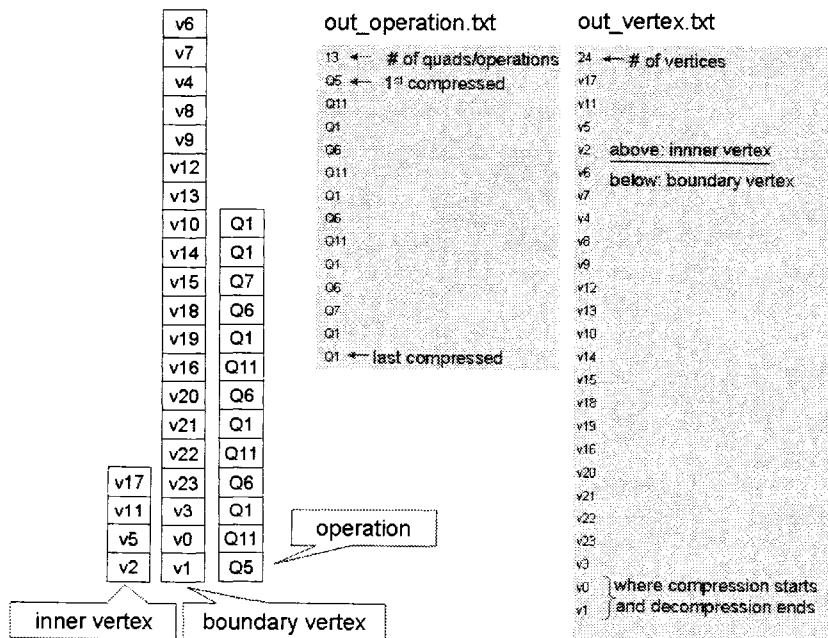 v6
v7
v4
v8
v9
v12
v13
v10 Q1
v14 Q1
v15 Q7
v18 Q6
v19 Q1
v16 Q11
v20 Q6
v21 Q1
v22 Q11
v17 v23 Q6
v11 v3 Q1
v5 v0 Q11
v2 v1 Q5
operation
inner vertex
boundary vertex
out_operation.txt
13 # of quads/operations
Q5 1st compressed
Q11
Q1
Q6
Q11
Q1
Q6
Q11
Q1
Q6
Q7
Q1
Q1 last compressed
out_vertex.txt
24 # of vertices
v17
v11
v5
v2 above: innner vertex
v6 below: boundary vertex
v7
v4
v8
v9
v12
v13
v10
v14
v15
v18
v19
v16
v20
v21
v22
v23
v3
v0 where compression starts
v1 and decompression ends